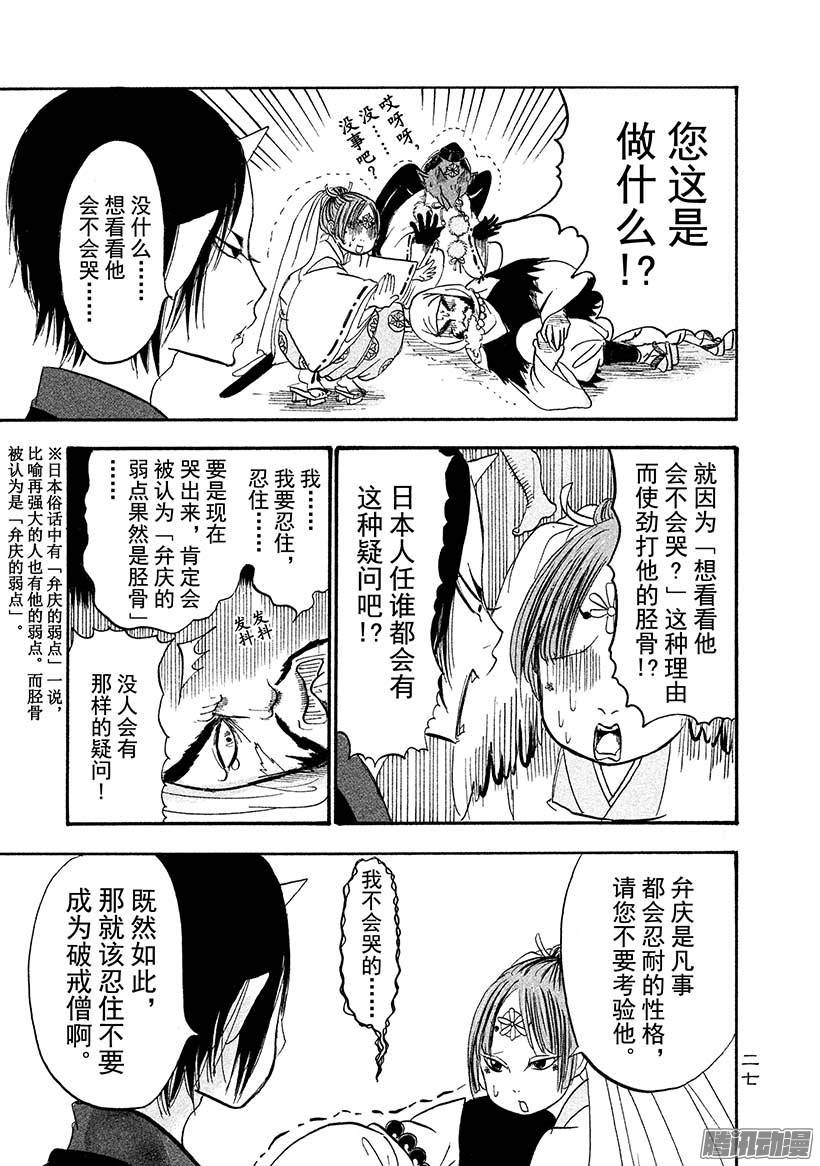 您这是
做什么!?
哎呀呀，
没……
没事吧？
没什么……
想看看他
会不会哭
……
就因为「想看看他
会不会哭？」这种理由
而使劲打他的胫骨!?
日本人任谁都会有
这种疑问吧!?
我……
我要忍住，
忍住……
要是现在
哭出来，肯定会
被认为「弁庆的
弱点果然是胫骨」
发抖
发抖
没人会有
那样的疑问！
※日本俗话中有「弁庆的弱点」一说，
比喻再强大的人也有他的弱点。而胫骨
被认为是「弁庆的弱点」。
弁庆是凡事
都会忍耐的性格，
请您不要考验他。
我不会哭的……
既然如此，
那就该忍住不要
成为破戒僧啊。
二七
腾讯动漫